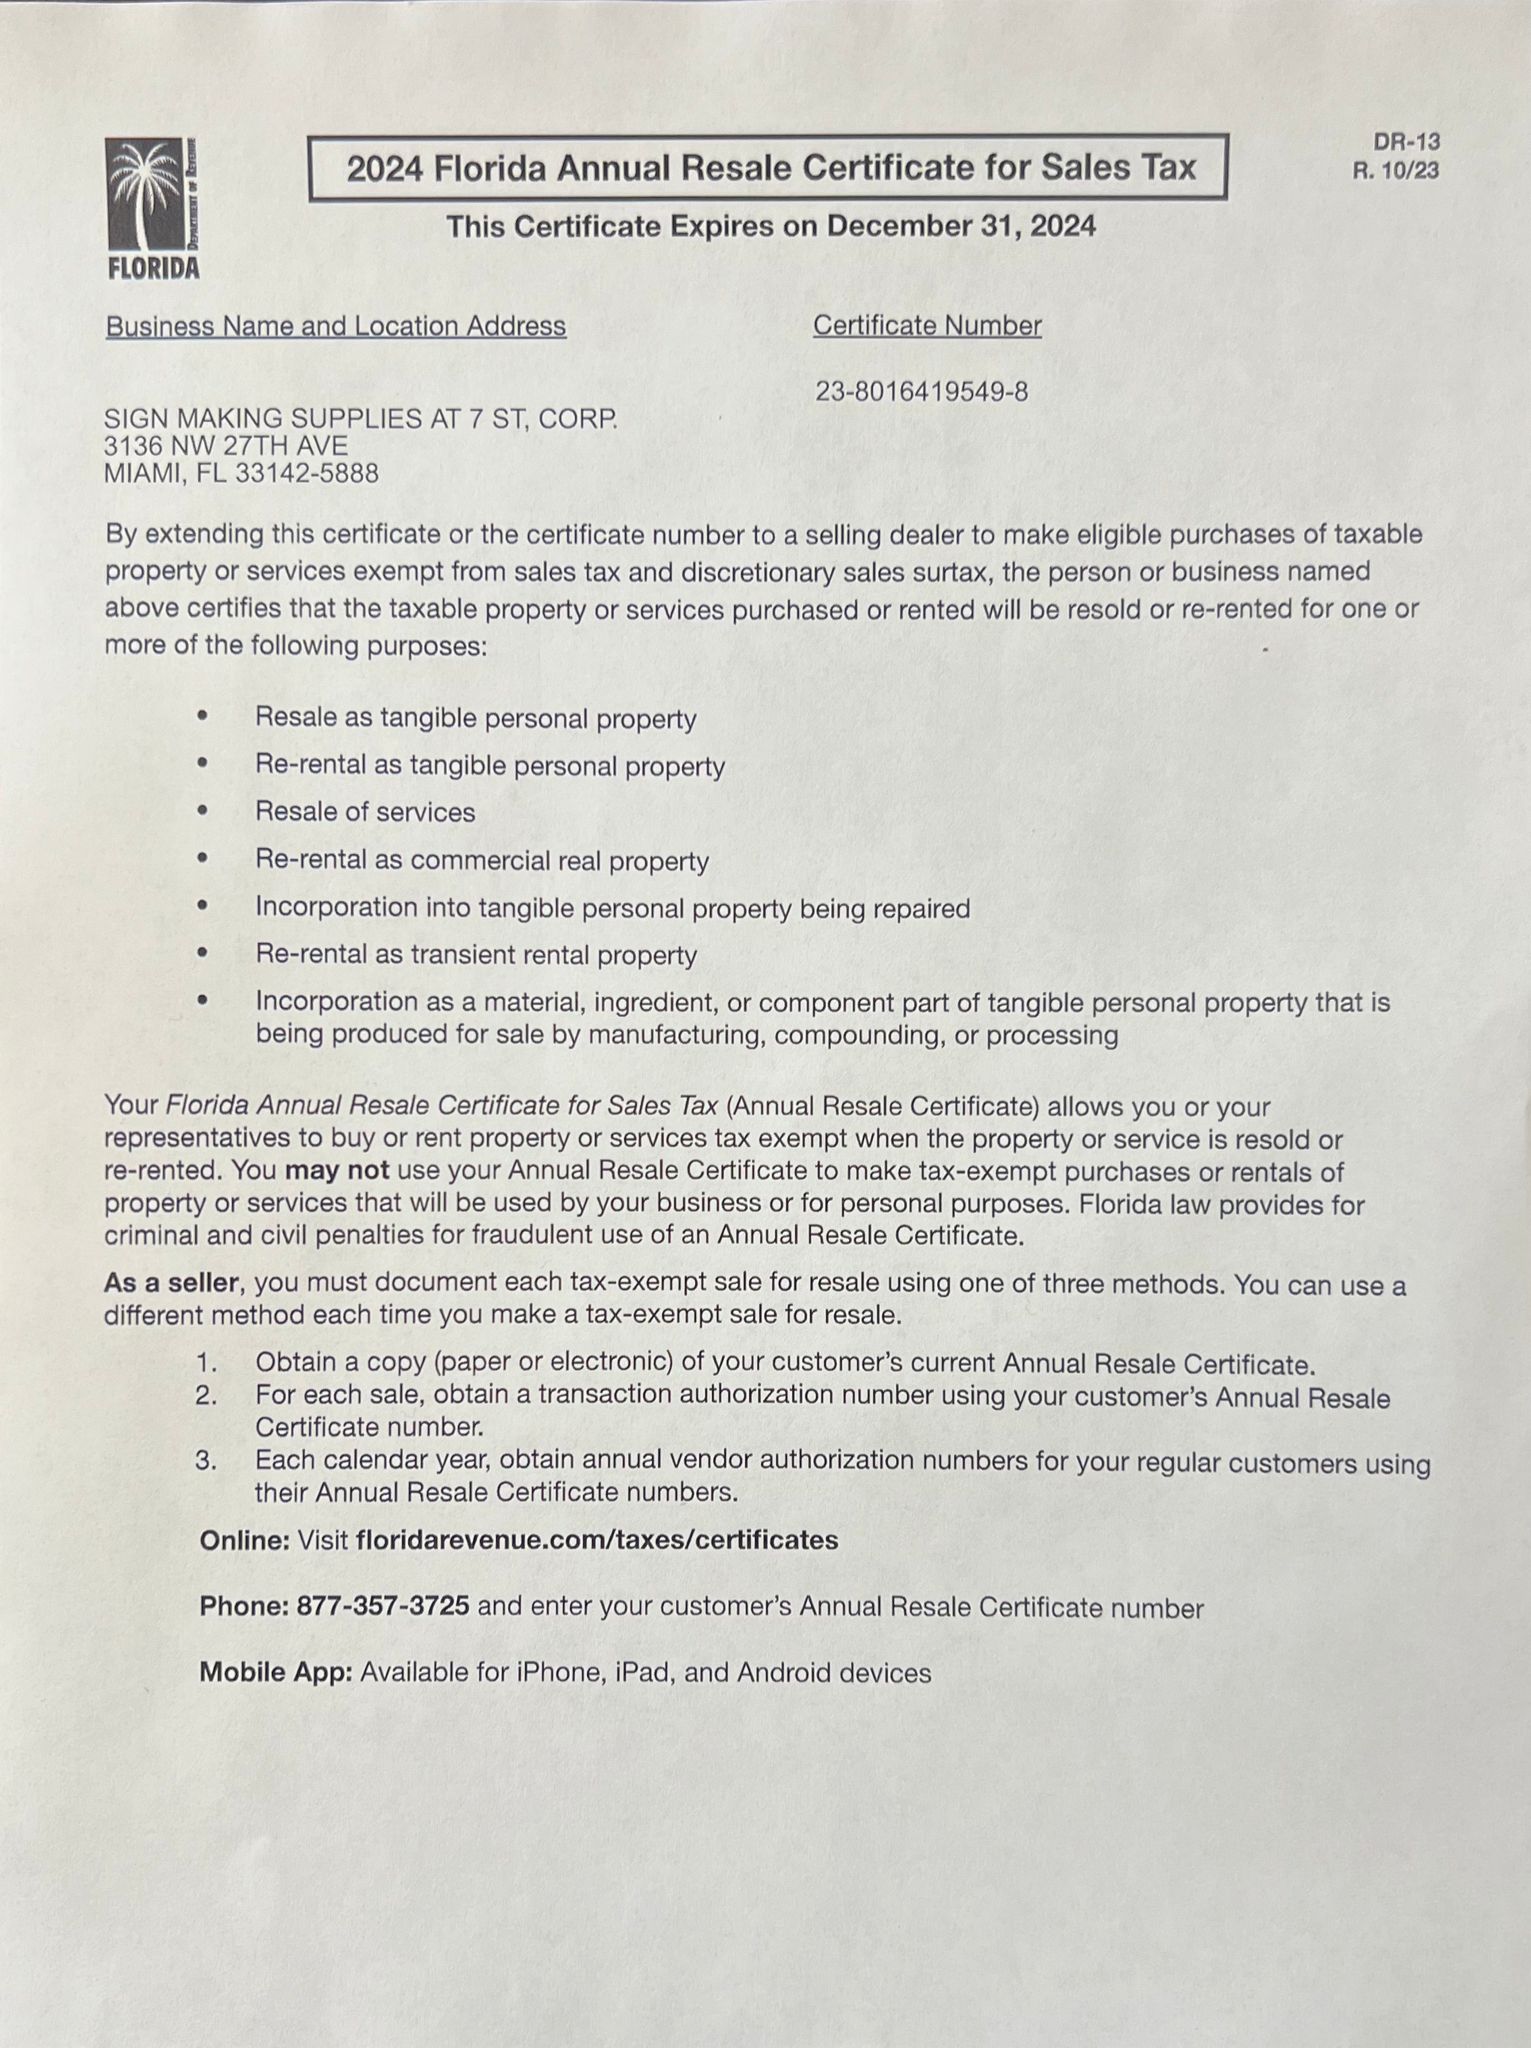 DEPARTMENT OF REVENUE
FLORIDA
2024 Florida Annual Resale Certificate for Sales Tax
This Certificate Expires on December 31, 2024
DR-13
R. 10/23
Business Name and Location Address
Certificate Number
23-8016419549-8
SIGN MAKING SUPPLIES AT 7 ST, CORP.
3136 NW 27TH AVE
MIAMI, FL 33142-5888
By extending this certificate or the certificate number to a selling dealer to make eligible purchases of taxable
property or services exempt from sales tax and discretionary sales surtax, the person or business named
above certifies that the taxable property or services purchased or rented will be resold or re-rented for one or
more of the following purposes:
• Resale as tangible personal property
• Re-rental as tangible personal property
• Resale of services
• Re-rental as commercial real property
• Incorporation into tangible personal property being repaired
• Re-rental as transient rental property
• Incorporation as a material, ingredient, or component part of tangible personal property that is
being produced for sale by manufacturing, compounding, or processing
Your Florida Annual Resale Certificate for Sales Tax (Annual Resale Certificate) allows you or your
representatives to buy or rent property or services tax exempt when the property or service is resold or
re-rented. You may not use your Annual Resale Certificate to make tax-exempt purchases or rentals of
property or services that will be used by your business or for personal purposes. Florida law provides for
criminal and civil penalties for fraudulent use of an Annual Resale Certificate.
As a seller, you must document each tax-exempt sale for resale using one of three methods. You can use a
different method each time you make a tax-exempt sale for resale.
1. Obtain a copy (paper or electronic) of your customer's current Annual Resale Certificate.
2. For each sale, obtain a transaction authorization number using your customer's Annual Resale
Certificate number.
3. Each calendar year, obtain annual vendor authorization numbers for your regular customers using
their Annual Resale Certificate numbers.
Online: Visit floridarevenue.com/taxes/certificates
Phone: 877-357-3725 and enter your customer's Annual Resale Certificate number
Mobile App: Available for iPhone, iPad, and Android devices